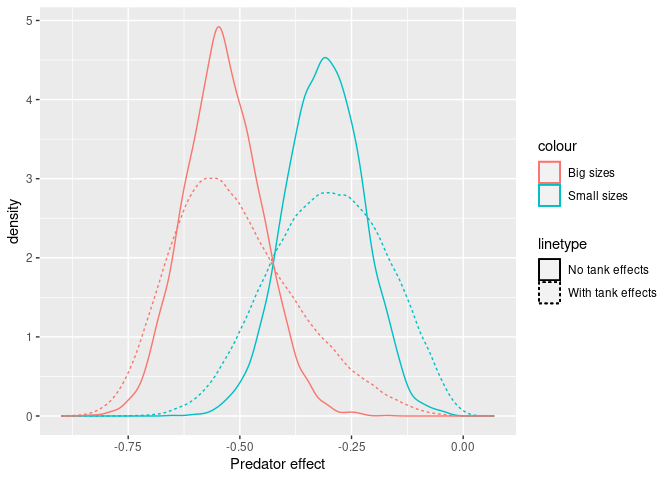 5
4
3
2
1
0
density
-0.75
-0.50
-0.25
0.00
Predator effect
colour
Big sizes
Small sizes
linetype
No tank effects
With tank effects